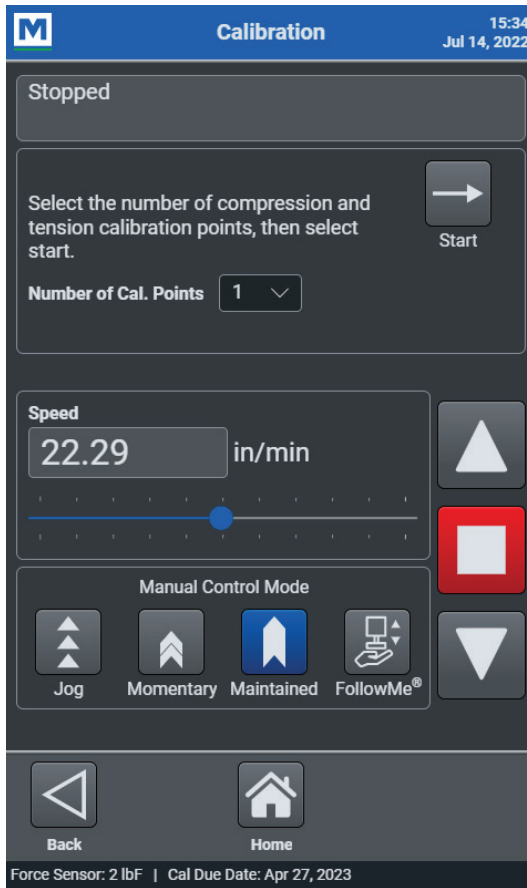 M
Calibration
15:34
Jul 14, 2022
Stopped
Select the number of compression and
tension calibration points, then select
start.
Start
Number of Cal. Points 1
Speed
22.29 in/min
Manual Control Mode
Jog Momentary Maintained FollowMe®
Back Home
Force Sensor: 2 lbF | Cal Due Date: Apr 27, 2023